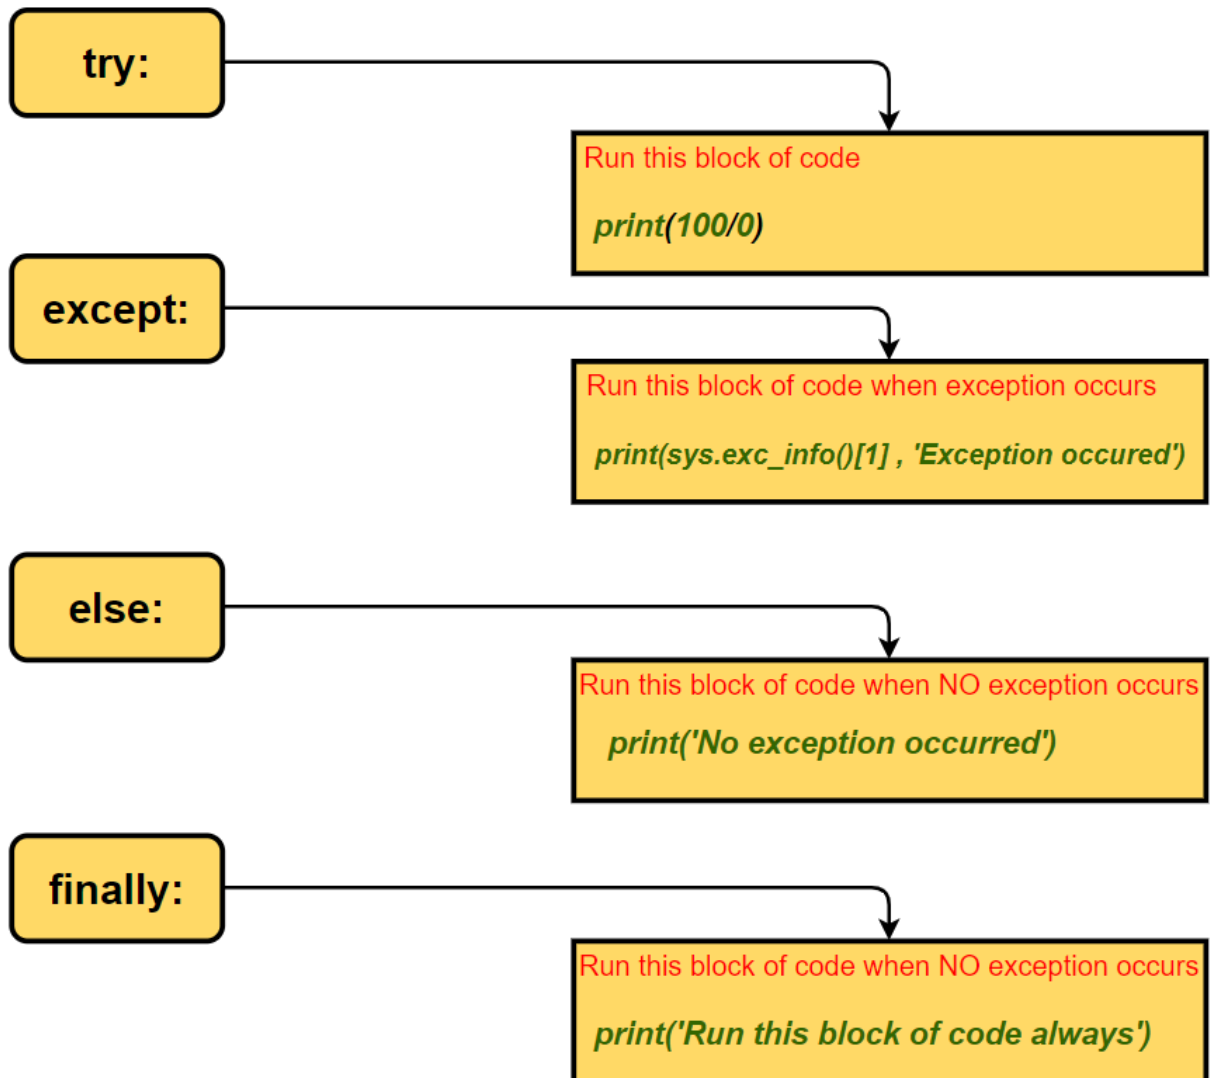 try:
Run this block of code
print(100/0)
except:
Run this block of code when exception occurs
print(sys.exc_info()[1] , 'Exception occured')
else:
Run this block of code when NO exception occurs
print('No exception occurred')
finally:
Run this block of code when NO exception occurs
print('Run this block of code always')